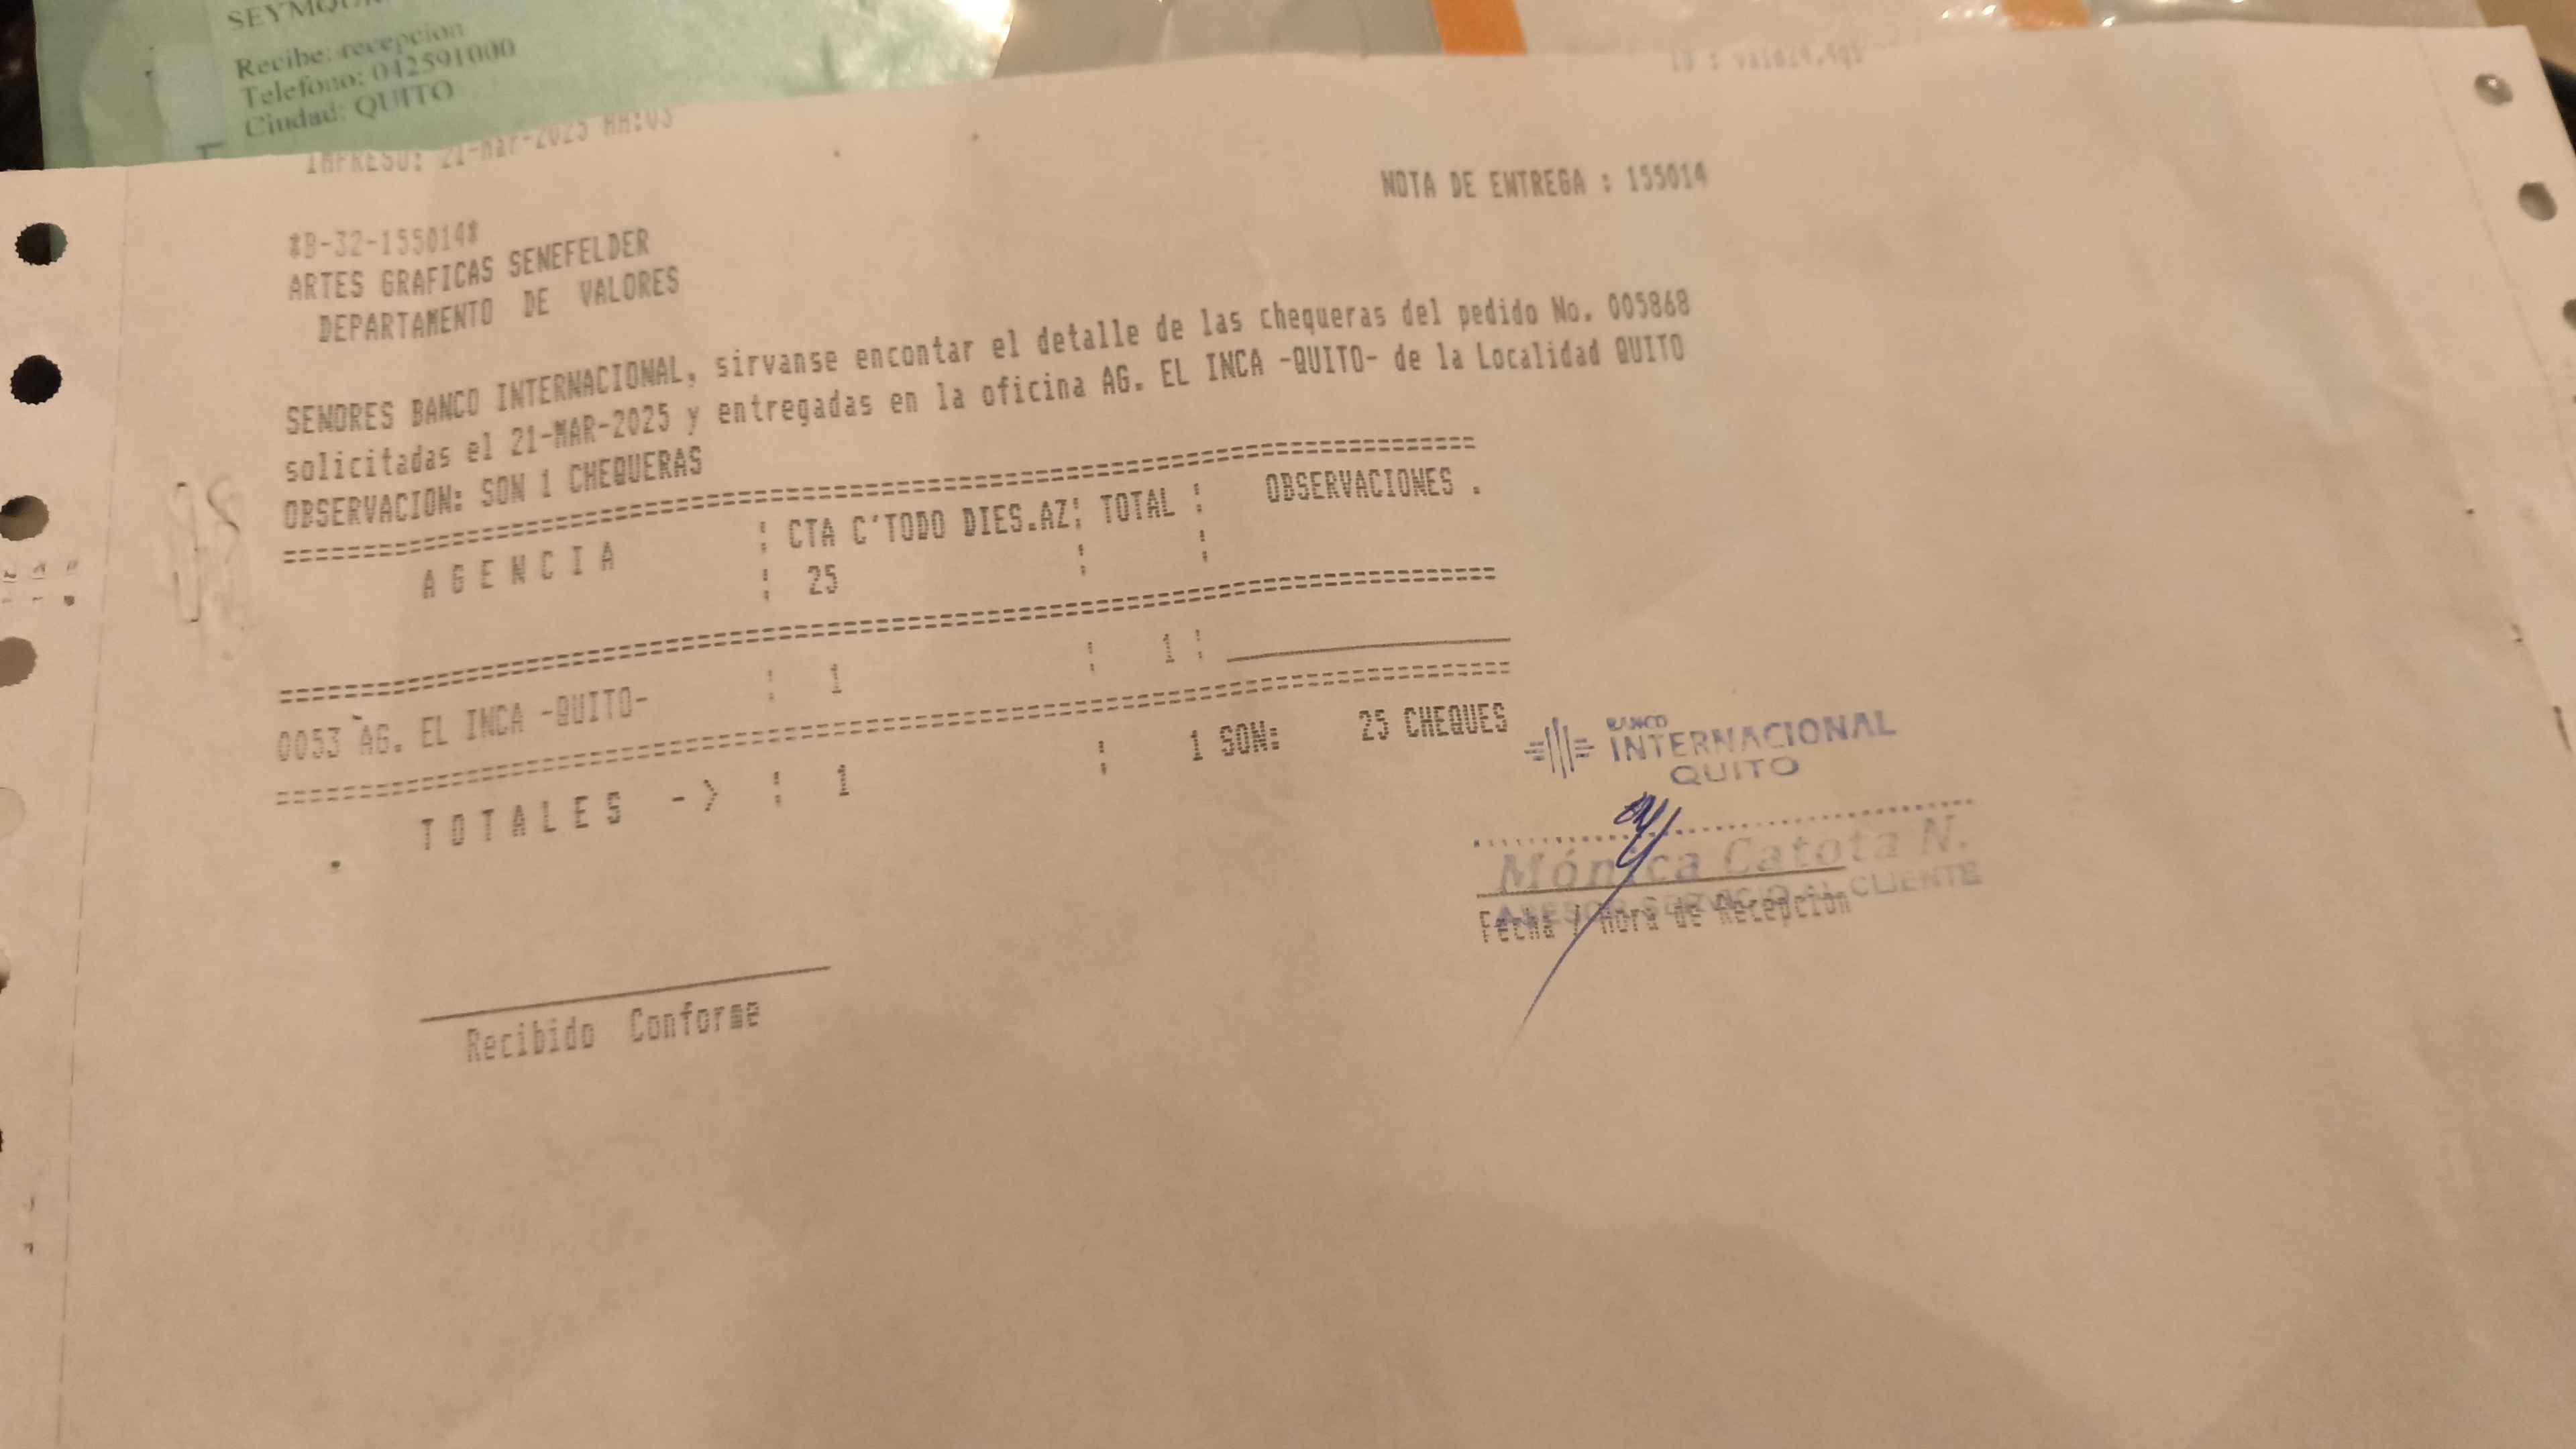 Recibe: recepcion
Telefono: 042591000
Ciudad: QUITO
IMPRESO: 21-Mar-2025
NOTA DE ENTREGA : 155014
*B-32-155014*
ARTES GRAFICAS SENEFELDER
DEPARTAMENTO DE VALORES
SENORES BANCO INTERNACIONAL, sirvanse encontar el detalle de las chequeras del pedido No. 005868
solicitadas el 21-MAR-2025 y entregadas en la oficina AG. EL INCA -QUITO- de la Localidad QUITO
OBSERVACION: SON 1 CHEQUERAS
A G E N C I A : CTA C'TODO DIES.AZ: TOTAL : OBSERVACIONES .
: 25 : :
0053 AG. EL INCA -QUITO- : 1 : 1 :
T O T A L E S -> : 1 : 1 SON: 25 CHEQUES
BANCO
INTERNACIONAL
QUITO
Mónica Catota N.
ASESOR SERVICIO AL CLIENTE
Fecha / Hora de Recepcion
Recibido Conforme